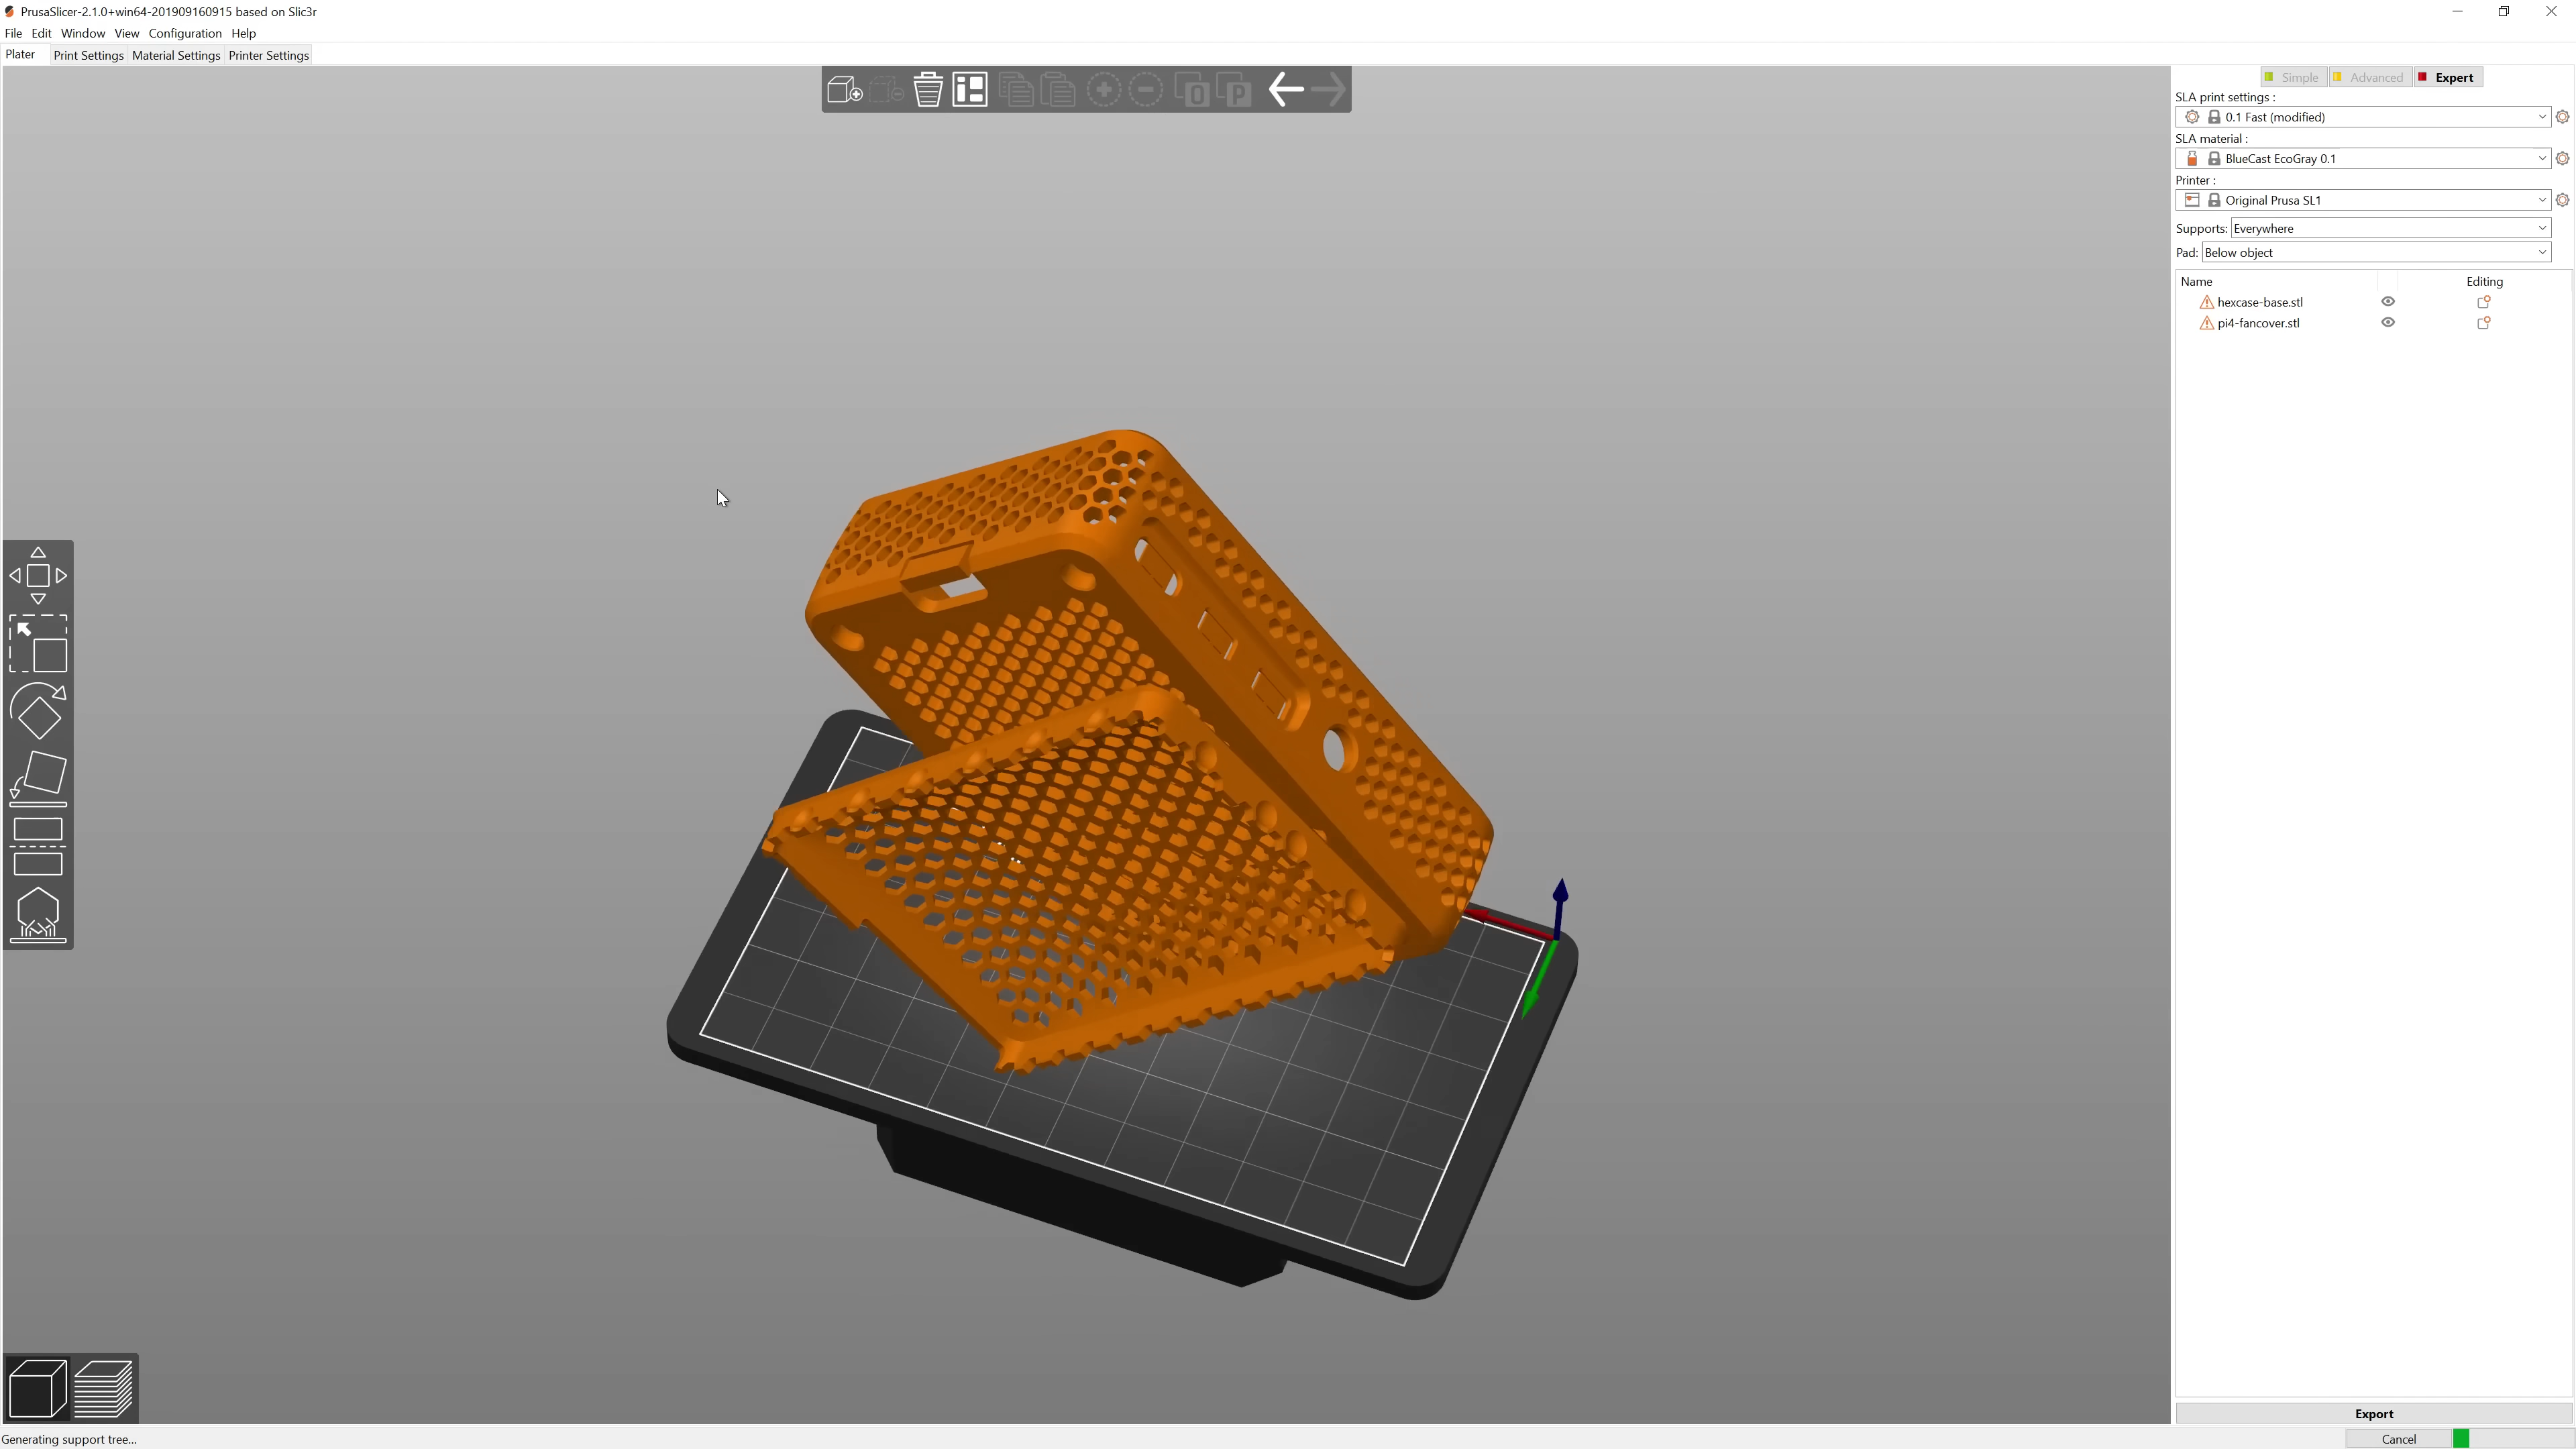 PrusaSlicer-2.1.0+win64-201909160915 based on Slic3r
File Edit Window View Configuration Help
Plater Print Settings Material Settings Printer Settings
Simple Advanced Expert
SLA print settings :
0.1 Fast (modified)
SLA material :
BlueCast EcoGray 0.1
Printer :
Original Prusa SL1
Supports: Everywhere
Pad: Below object
Name Editing
hexcase-base.stl
pi4-fancover.stl
Export
Generating support tree... Cancel